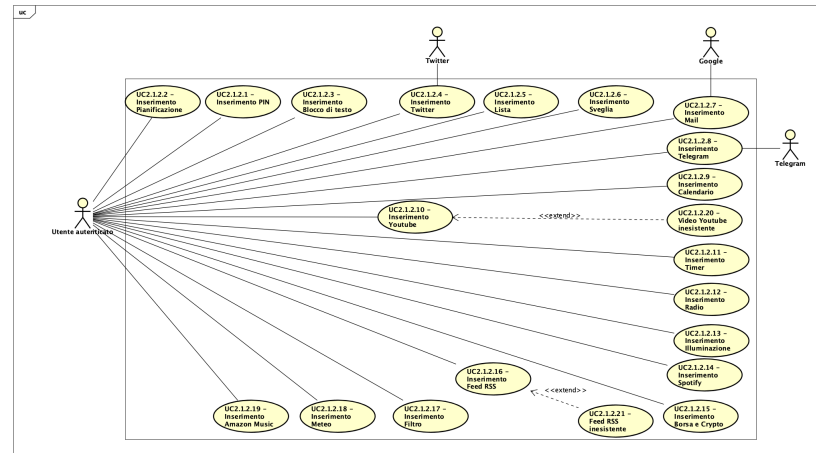 uc
Twitter
Google
UC2.1.2.2 -
Inserimento
Pianificazione
UC2.1.2.1 -
Inserimento PIN
UC2.1.2.3 -
Inserimento
Blocco di testo
UC2.1.2.4 -
Inserimento
Twitter
UC2.1.2.5 -
Inserimento
Lista
UC2.1.2.6 -
Inserimento
Sveglia
UC2.1.2.7 -
Inserimento
Mail
UC2.1..2.8 -
Inserimento
Telegram
Telegram
UC2.1.2.9 -
Inserimento
Calendario
Utente autenticato
UC2.1.2.10 -
Inserimento
Youtube
<<extend>>
UC2.1.2.20 -
Video Youtube
inesistente
UC2.1.2.11 -
Inserimento
Timer
UC2.1.2.12 -
Inserimento
Radio
UC2.1.2.13 -
Inserimento
Illuminazione
UC2.1.2.14 -
Inserimento
Spotify
UC2.1.2.16 -
Inserimento
Feed RSS
<<extend>>
UC2.1.2.19 -
Inserimento
Amazon Music
UC2.1.2.18 -
Inserimento
Meteo
UC2.1.2.17 -
Inserimento
Filtro
UC2.1.2.21 -
Feed RSS
inesistente
UC2.1.2.15 -
Inserimento
Borsa e Crypto